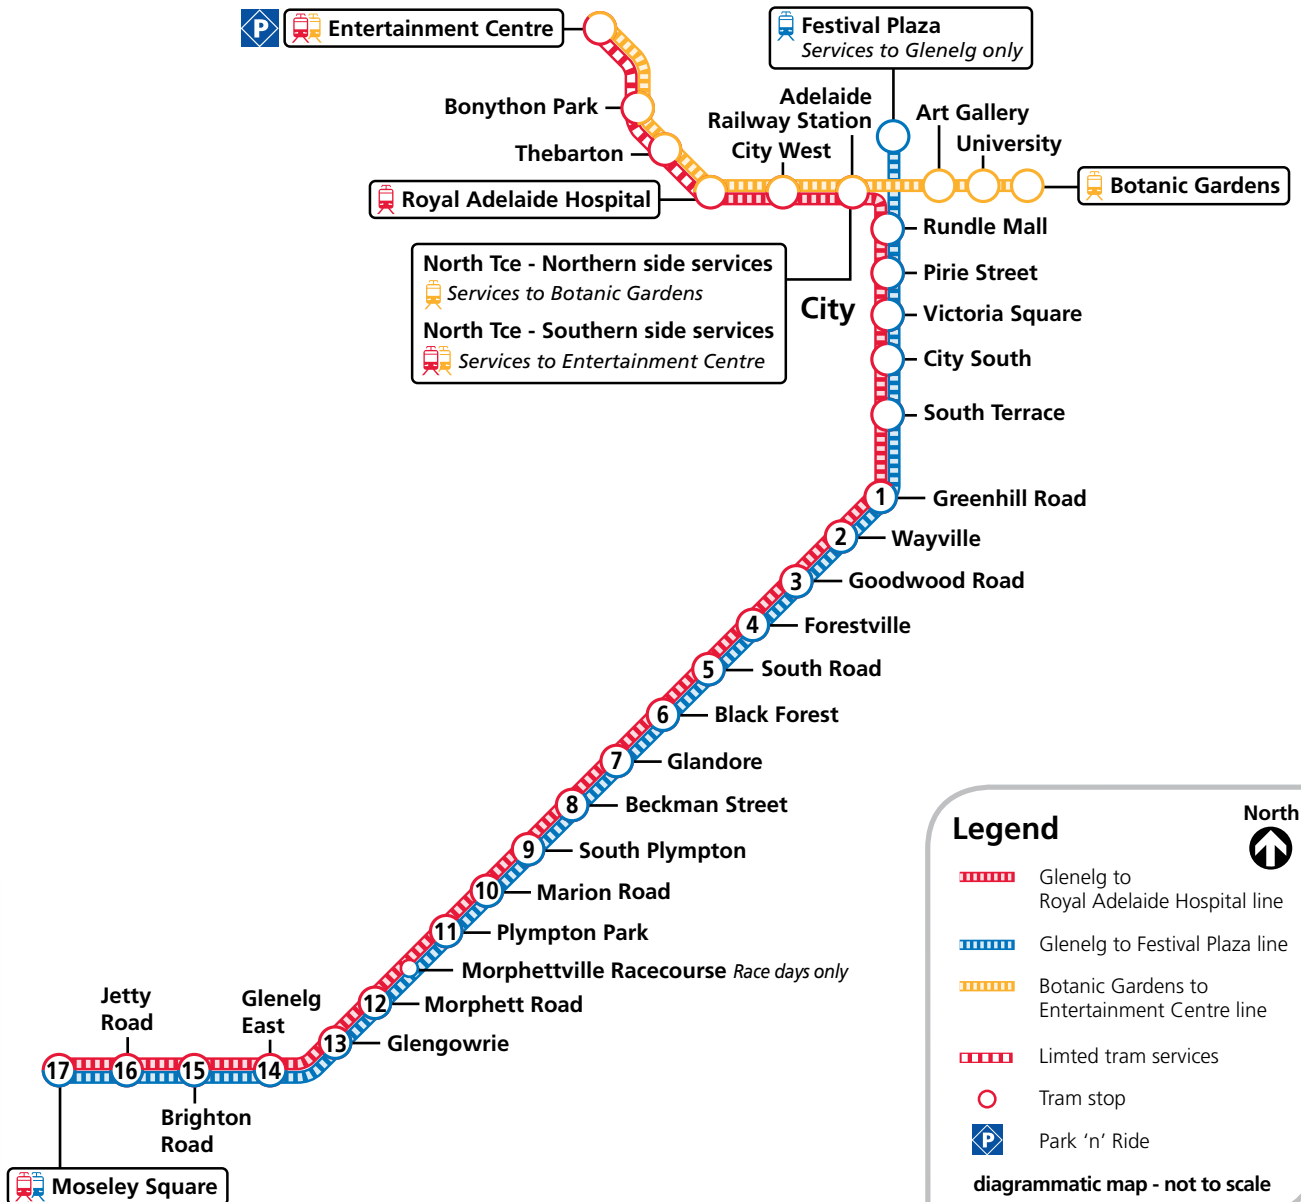 P
Entertainment Centre
Festival Plaza
Services to Glenelg only
Bonython Park
Thebarton
Adelaide
Railway Station
City West
Art Gallery
University
Royal Adelaide Hospital
Botanic Gardens
Rundle Mall
North Tce - Northern side services
Services to Botanic Gardens
North Tce - Southern side services
Services to Entertainment Centre
Pirie Street
City
Victoria Square
City South
South Terrace
1 Greenhill Road
2 Wayville
3 Goodwood Road
4 Forestville
5 South Road
6 Black Forest
7 Glandore
8 Beckman Street
9 South Plympton
10 Marion Road
11 Plympton Park
Morphettville Racecourse Race days only
12 Morphett Road
13 Glengowrie
Jetty
Road
Glenelg
East
17 16 15 14
Brighton
Road
Moseley Square
Legend
North
Glenelg to
Royal Adelaide Hospital line
Glenelg to Festival Plaza line
Botanic Gardens to
Entertainment Centre line
Limted tram services
Tram stop
P Park ‘n’ Ride
diagrammatic map - not to scale